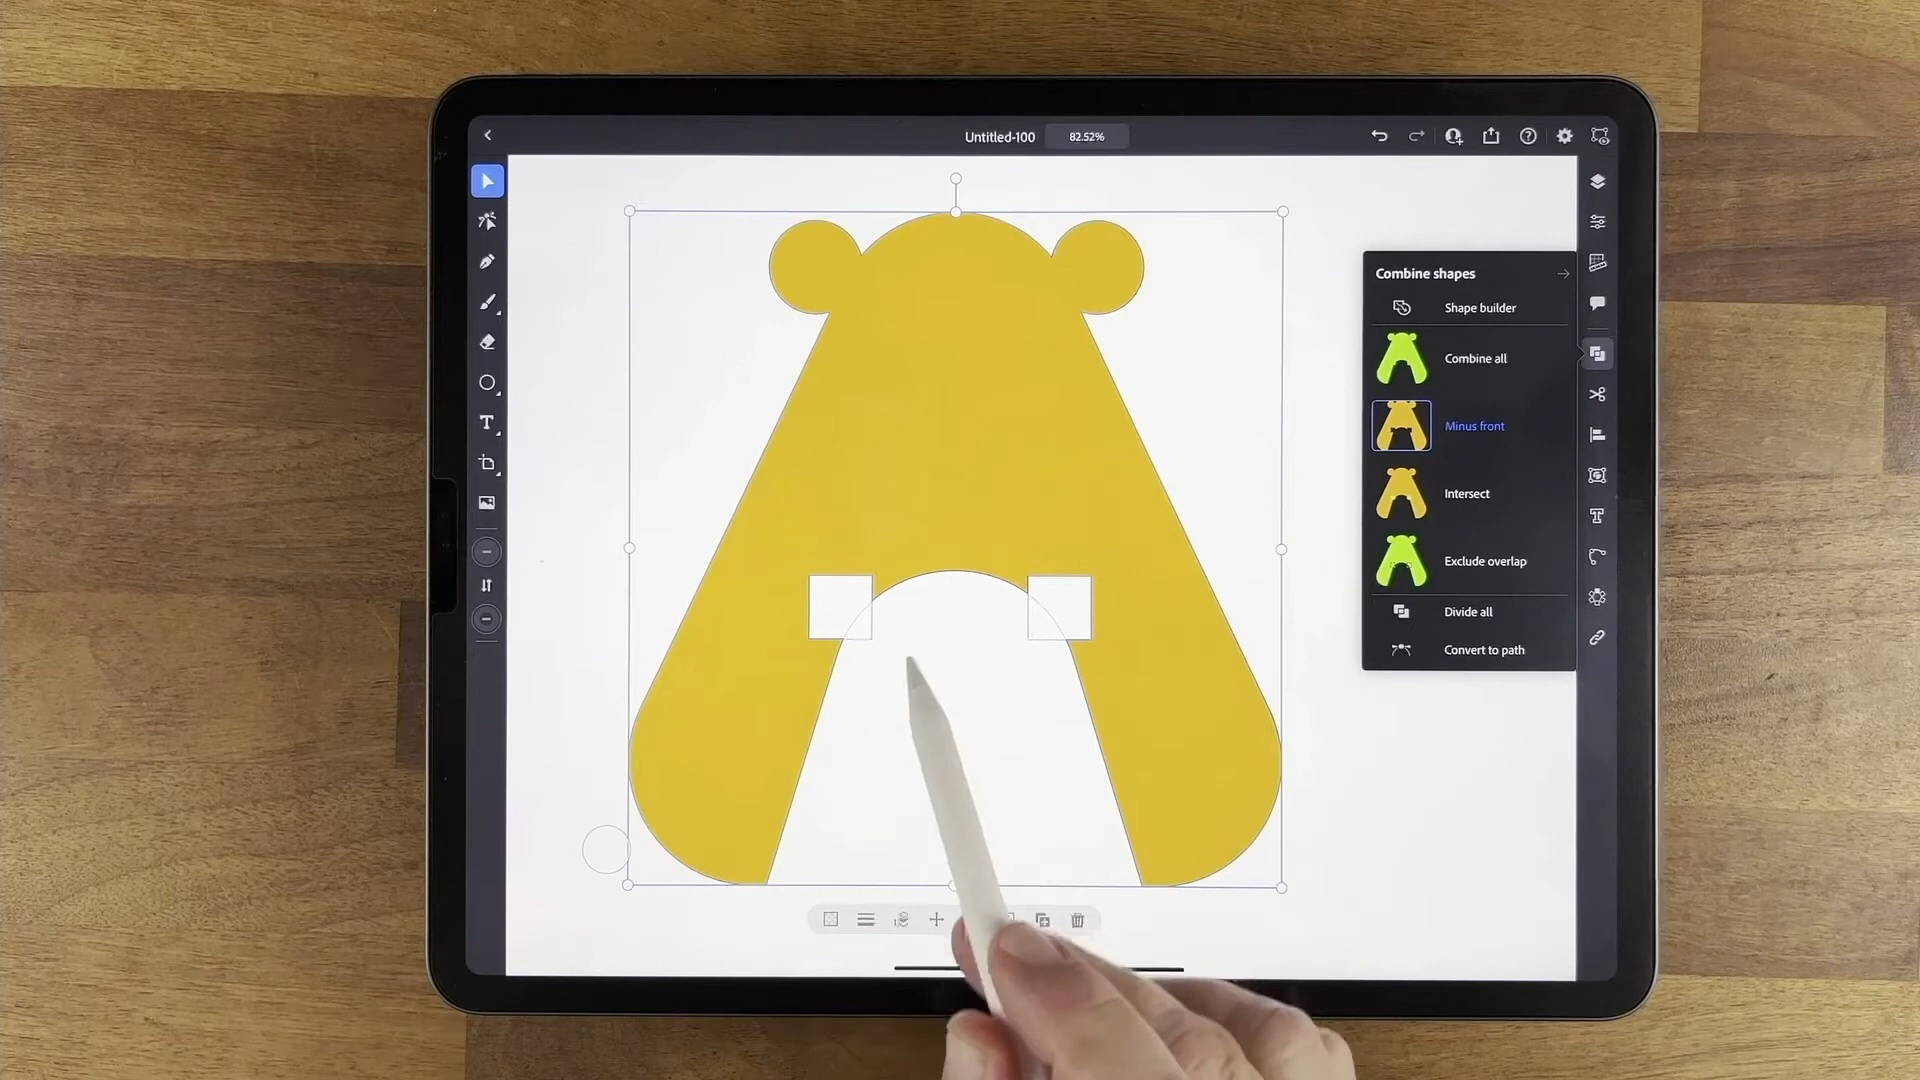 Untitled-100
82.52%
Combine shapes
Shape builder
Combine all
Minus front
Intersect
Exclude overlap
Divide all
Convert to path